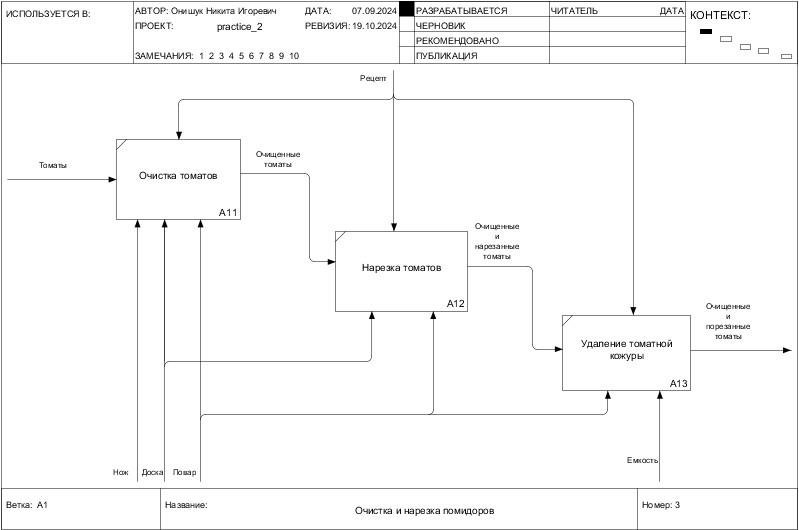 ИСПОЛЬЗУЕТСЯ В:
АВТОР: Онишук Никита Игоревич
ДАТА: 07.09.2024
РАЗРАБАТЫВАЕТСЯ
ЧИТАТЕЛЬ
ДАТА
КОНТЕКСТ:
ПРОЕКТ: practice_2
РЕВИЗИЯ: 19.10.2024
ЧЕРНОВИК
РЕКОМЕНДОВАНО
ЗАМЕЧАНИЯ: 1 2 3 4 5 6 7 8 9 10
ПУБЛИКАЦИЯ
Рецепт
Томаты
Очистка томатов
A11
Очищенные
томаты
Нарезка томатов
A12
Очищенные
и
нарезанные
томаты
Удаление томатной
кожуры
A13
Очищенные
и
порезанные
томаты
Нож
Доска
Повар
Емкость
Ветка: A1
Название:
Очистка и нарезка помидоров
Номер: 3